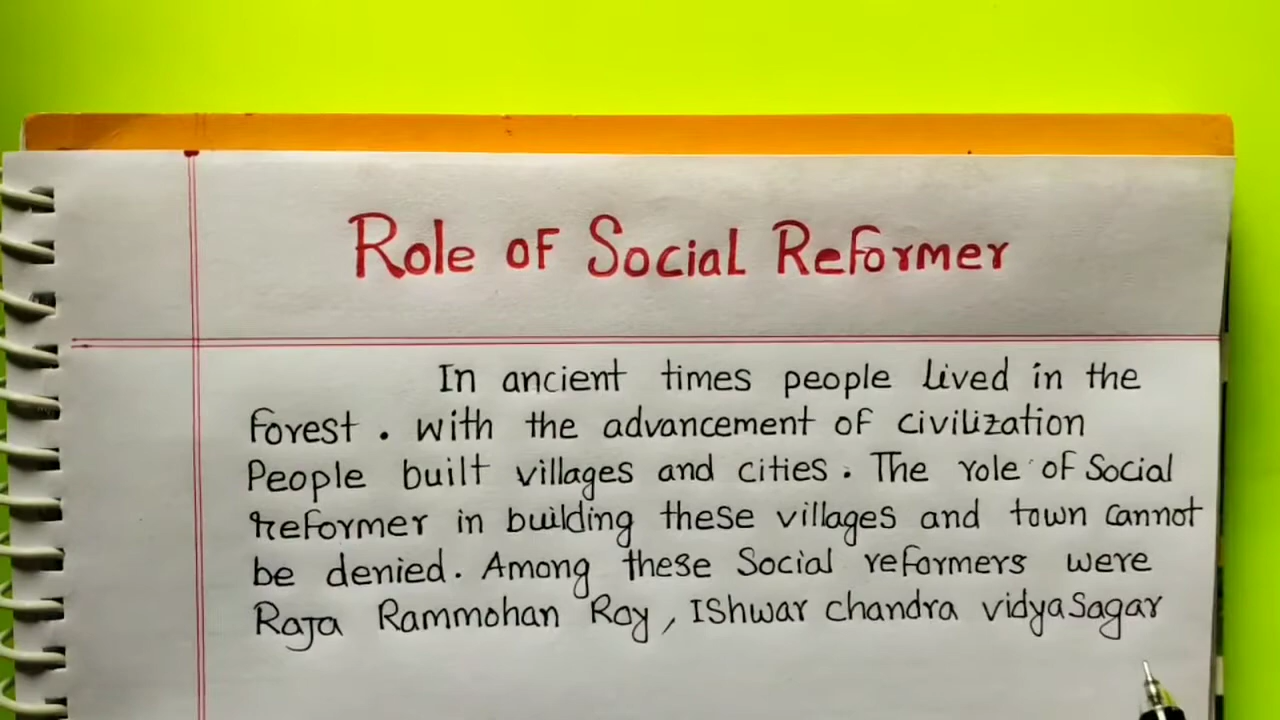 Role of Social Reformer
In ancient times people lived in the
forest. with the advancement of civilization
People built villages and cities. The role of Social
reformer in building these villages and town cannot
be denied. Among these Social reformers were
Raja Rammohan Roy, Ishwar chandra vidyasagar